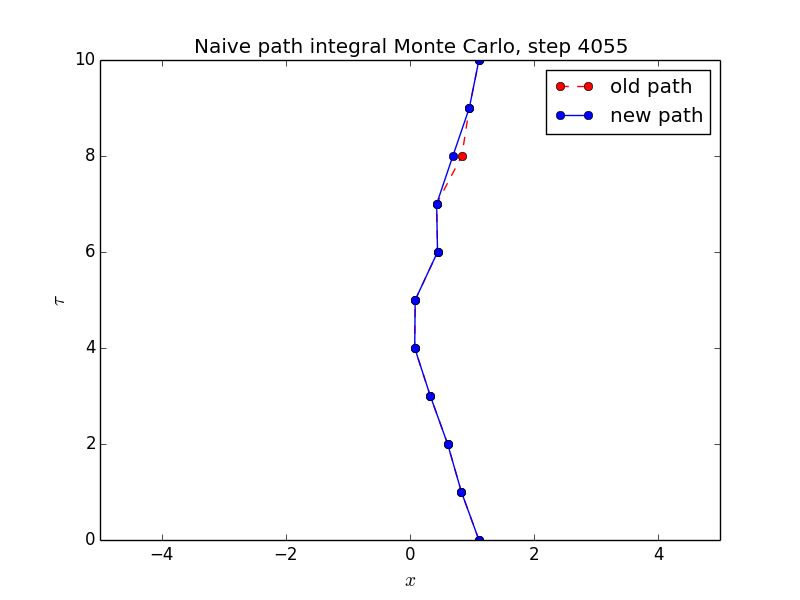 Naive path integral Monte Carlo, step 4055
10
old path
new path
8
6
τ
4
2
0
−4 −2 0 2 4
x